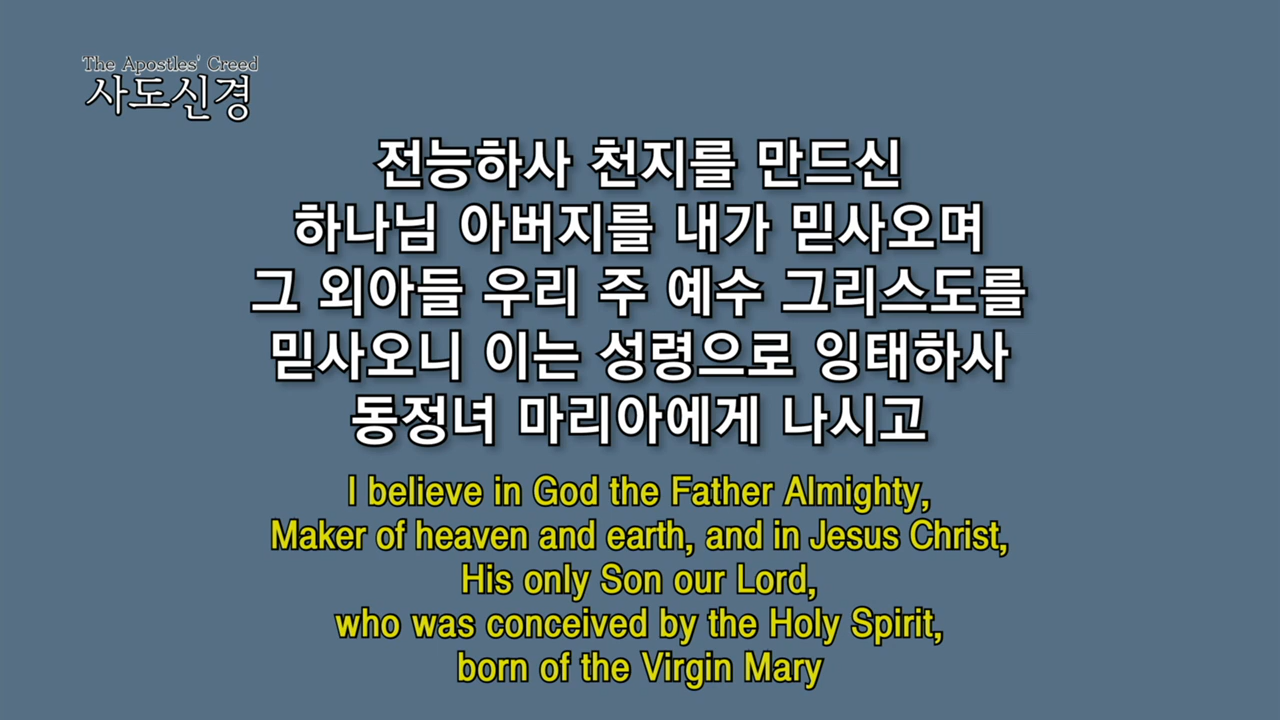 The Apostles' Creed
사도신경
전능하사 천지를 만드신
하나님 아버지를 내가 믿사오며
그 외아들 우리 주 예수 그리스도를
믿사오니 이는 성령으로 잉태하사
동정녀 마리아에게 나시고
I believe in God the Father Almighty,
Maker of heaven and earth, and in Jesus Christ,
His only Son our Lord,
who was conceived by the Holy Spirit,
born of the Virgin Mary